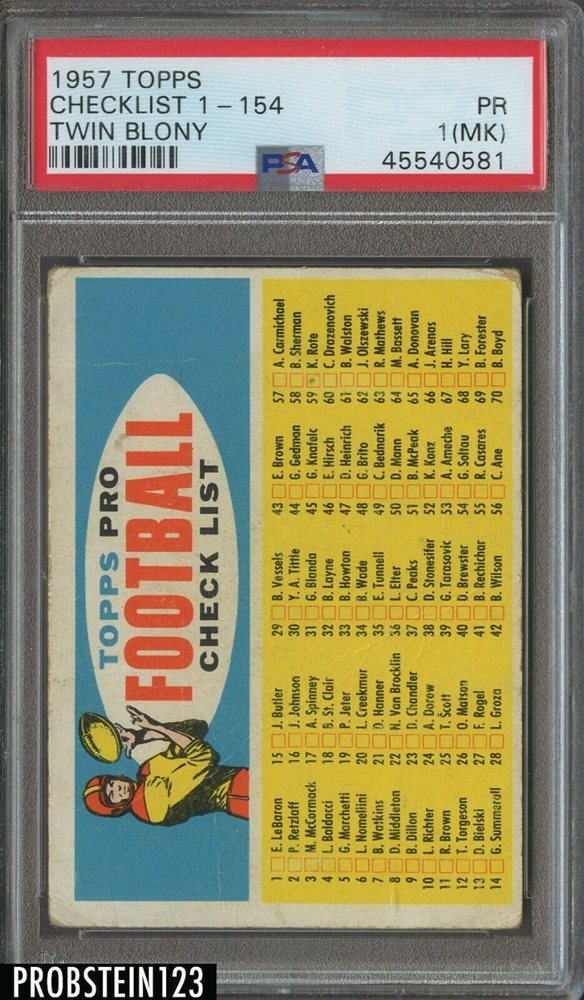 1957 TOPPS
CHECKLIST 1 - 154
TWIN BLONY
PR
1(MK)
45540581
PSA
TOPPS PRO
FOOTBALL
CHECK LIST
1 E. LeBaron
2 P. Retzlaff
3 M. McCormack
4 L. Baldacci
5 G. Marchetti
6 L. Nomellini
7 B. Watkins
8 D. Middleton
9 B. Dillon
10 L. Richter
11 R. Brown
12 T. Torgeson
13 D. Bielski
14 G. Summerall
15 J. Butler
16 J. Johnson
17 A. Spinney
18 B. St. Clair
19 P. Jeter
20 L. Creekmur
21 D. Hanner
22 N. Van Brocklin
23 D. Chandler
24 A. Dorow
25 T. Scott
26 O. Matson
27 F. Rogel
28 L. Groza
29 B. Vessels
30 Y. A. Tittle
31 G. Blanda
32 B. Layne
33 B. Howton
34 B. Wade
35 E. Tunnell
36 L. Elter
37 C. Peaks
38 D. Stonesifer
39 G. Tarasovic
40 D. Brewster
41 B. Rechichar
42 B. Wilson
43 E. Brown
44 G. Gedman
45 G. Knafelc
46 E. Hirsch
47 D. Heinrich
48 G. Brito
49 C. Bednarik
50 D. Mann
51 B. McPeak
52 K. Konz
53 A. Ameche
54 G. Soltau
55 R. Casares
56 C. Ane
57 A. Carmichael
58 B. Sherman
59 K. Rote
60 C. Drazenovich
61 B. Walston
62 J. Olszewski
63 R. Mathews
64 M. Bassett
65 A. Donovan
66 J. Arenas
67 H. Hill
68 Y. Lary
69 B. Forester
70 B. Boyd
PROBSTEIN123